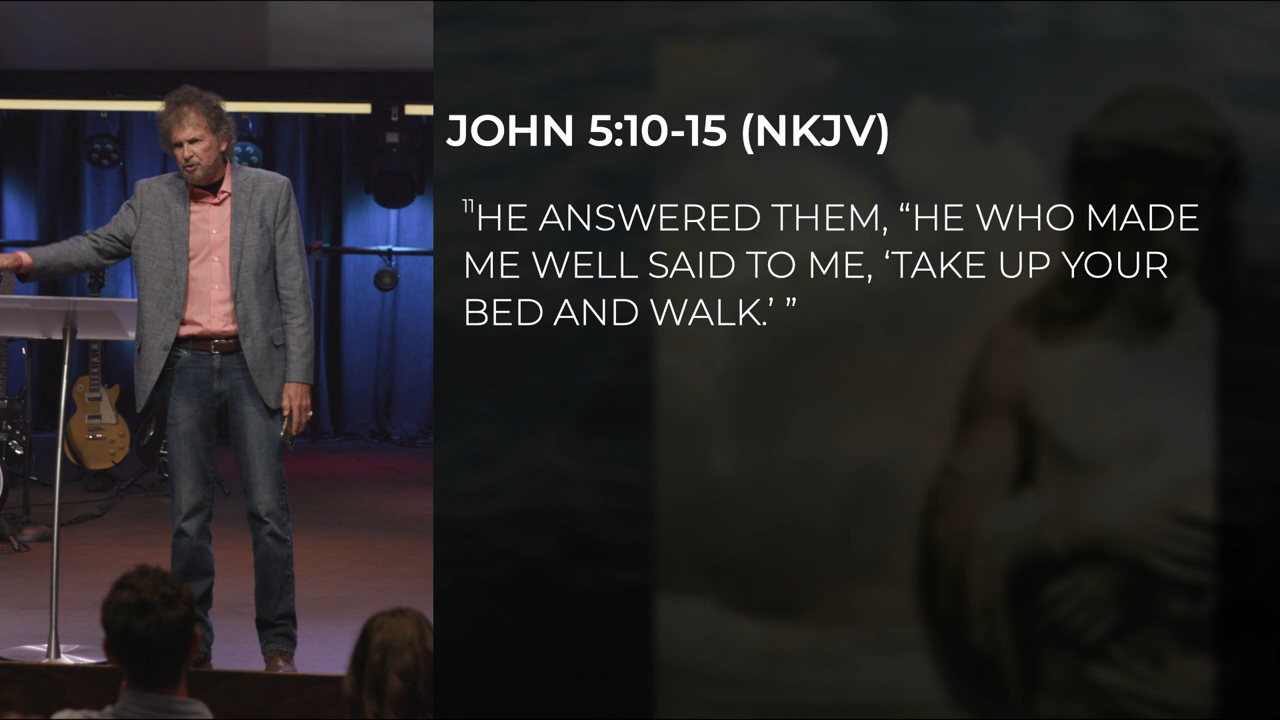 JOHN 5:10-15 (NKJV)
¹¹HE ANSWERED THEM, “HE WHO MADE
ME WELL SAID TO ME, ‘TAKE UP YOUR
BED AND WALK.’ ”